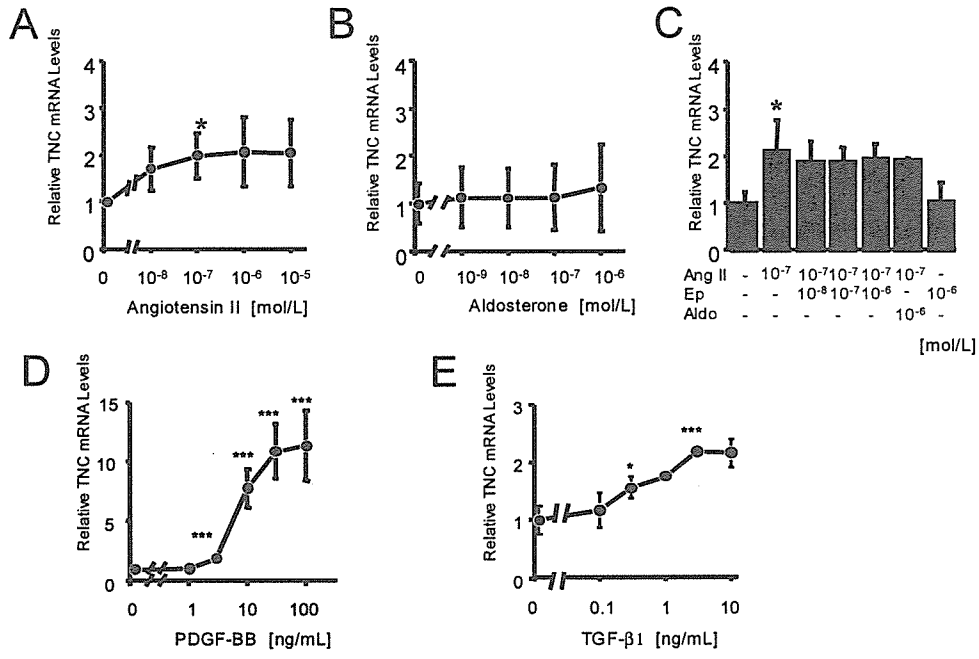 A
Relative TNC mRNA Levels
4
3
2
1
0
*
0 10⁻⁸ 10⁻⁷ 10⁻⁶ 10⁻⁵
Angiotensin II [mol/L]
B
Relative TNC mRNA Levels
4
3
2
1
0
0 10⁻⁹ 10⁻⁸ 10⁻⁷ 10⁻⁶
Aldosterone [mol/L]
C
Relative TNC mRNA Levels
4
3
2
1
0
*
Ang II - 10⁻⁷ 10⁻⁷ 10⁻⁷ 10⁻⁷ 10⁻⁷ -
Ep - - 10⁻⁸ 10⁻⁷ 10⁻⁶ - 10⁻⁶
Aldo - - - - - 10⁻⁶ -
[mol/L]
D
Relative TNC mRNA Levels
15
10
5
0
*** *** *** ***
0 1 10 100
PDGF-BB [ng/mL]
E
Relative TNC mRNA Levels
3
2
1
0
* ***
0 0.1 1 10
TGF-β1 [ng/mL]